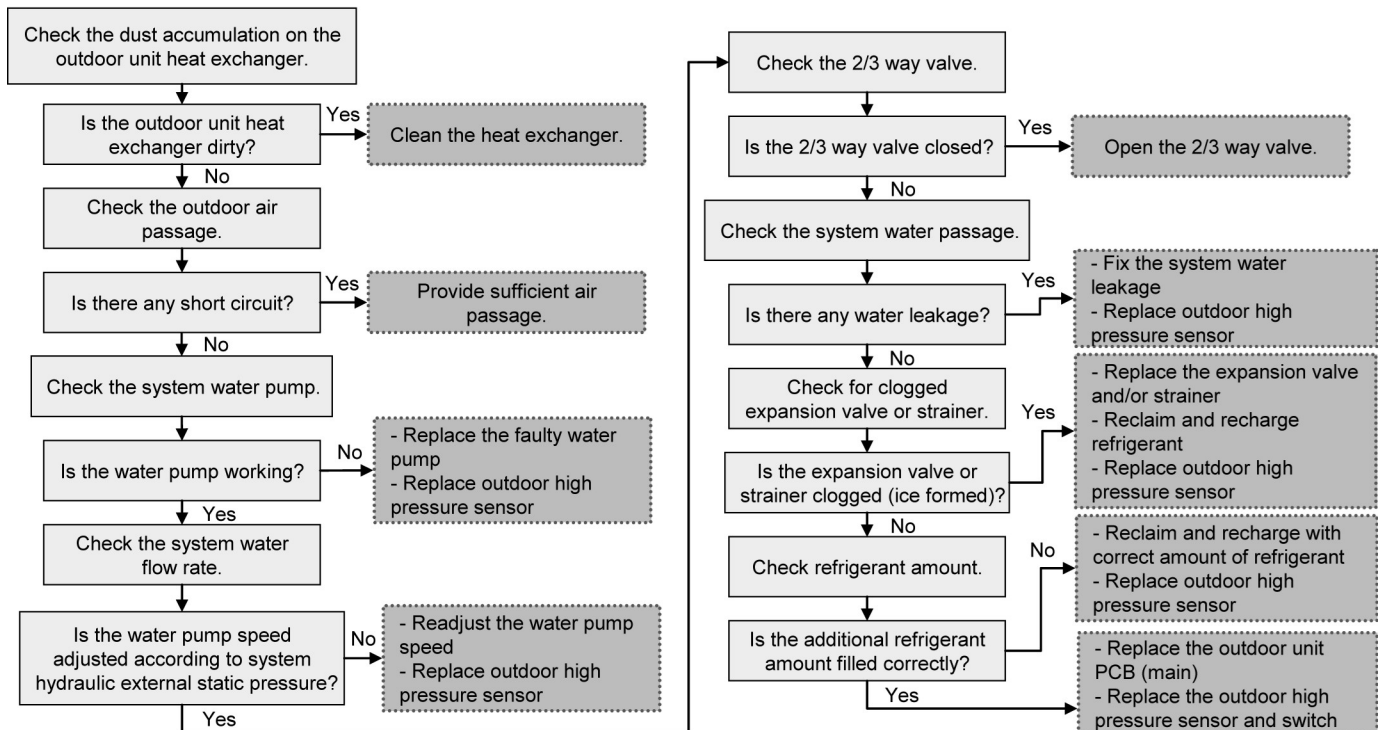 Check the dust accumulation on the
outdoor unit heat exchanger.
Is the outdoor unit heat
exchanger dirty?
Yes
Clean the heat exchanger.
No
Check the outdoor air
passage.
Is there any short circuit?
Yes
Provide sufficient air
passage.
No
Check the system water pump.
Is the water pump working?
No
- Replace the faulty water
pump
- Replace outdoor high
pressure sensor
Yes
Check the system water
flow rate.
Is the water pump speed
adjusted according to system
hydraulic external static pressure?
No
- Readjust the water pump
speed
- Replace outdoor high
pressure sensor
Yes
Check the 2/3 way valve.
Is the 2/3 way valve closed?
Yes
Open the 2/3 way valve.
No
Check the system water passage.
Is there any water leakage?
Yes
- Fix the system water
leakage
- Replace outdoor high
pressure sensor
No
Check for clogged
expansion valve or strainer.
Is the expansion valve or
strainer clogged (ice formed)?
Yes
- Replace the expansion valve
and/or strainer
- Reclaim and recharge
refrigerant
- Replace outdoor high
pressure sensor
No
Check refrigerant amount.
Is the additional refrigerant
amount filled correctly?
No
- Reclaim and recharge with
correct amount of refrigerant
- Replace outdoor high
pressure sensor
Yes
- Replace the outdoor unit
PCB (main)
- Replace the outdoor high
pressure sensor and switch